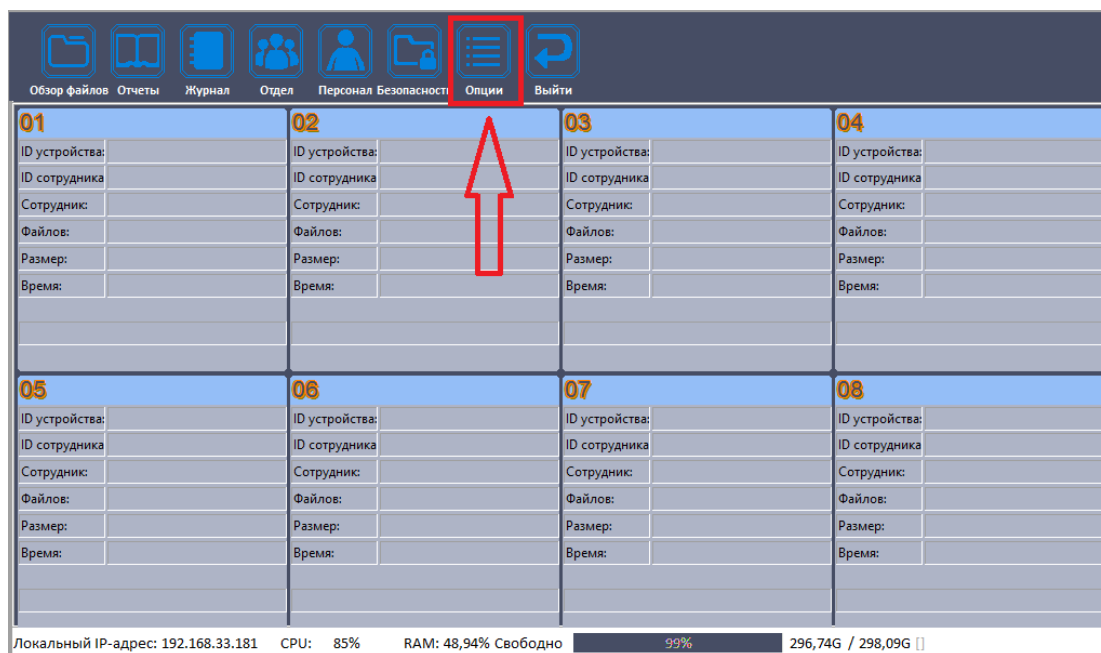 Обзор файлов Отчеты Журнал Отдел Персонал Безопасность Опции Выйти
01 02 03 04
ID устройства: ID устройства: ID устройства: ID устройства:
ID сотрудника ID сотрудника ID сотрудника ID сотрудника
Сотрудник: Сотрудник: Сотрудник: Сотрудник:
Файлов: Файлов: Файлов: Файлов:
Размер: Размер: Размер: Размер:
Время: Время: Время: Время:
05 06 07 08
ID устройства: ID устройства: ID устройства: ID устройства:
ID сотрудника ID сотрудника ID сотрудника ID сотрудника
Сотрудник: Сотрудник: Сотрудник: Сотрудник:
Файлов: Файлов: Файлов: Файлов:
Размер: Размер: Размер: Размер:
Время: Время: Время: Время:
Локальный IP-адрес: 192.168.33.181 CPU: 85% RAM: 48,94% Свободно 99% 296,74G / 298,09G []